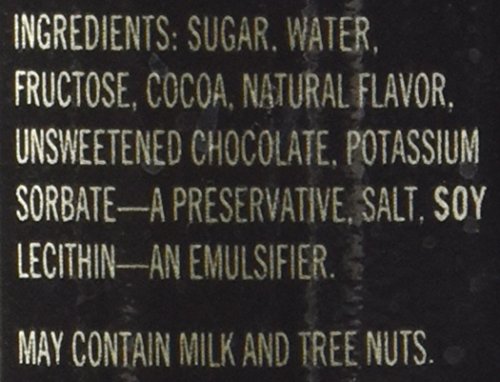 INGREDIENTS: SUGAR, WATER,
FRUCTOSE, COCOA, NATURAL FLAVOR,
UNSWEETENED CHOCOLATE, POTASSIUM
SORBATE—A PRESERVATIVE, SALT, SOY
LECITHIN—AN EMULSIFIER.
MAY CONTAIN MILK AND TREE NUTS.